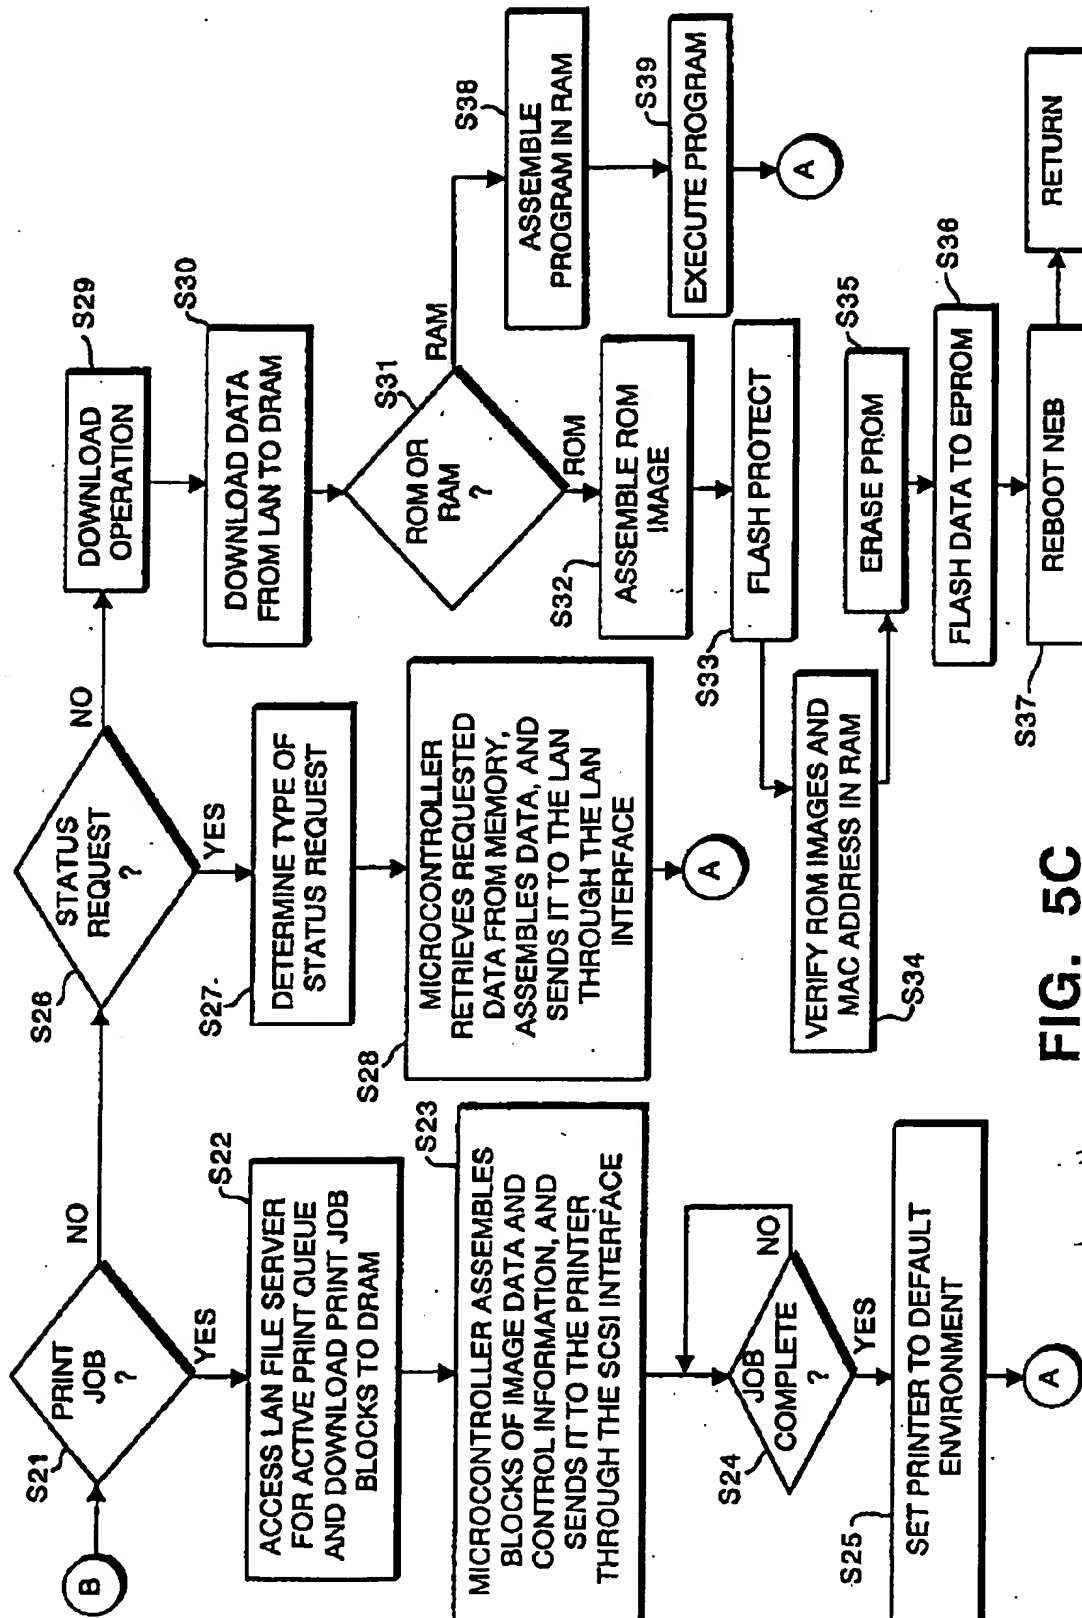 B
S21
PRINT
JOB
?
NO
YES
S22
ACCESS LAN FILE SERVER
FOR ACTIVE PRINT QUEUE
AND DOWNLOAD PRINT JOB
BLOCKS TO DRAM
S23
MICROCONTROLLER ASSEMBLES
BLOCKS OF IMAGE DATA AND
CONTROL INFORMATION, AND
SENDS IT TO THE PRINTER
THROUGH THE SCSI INTERFACE
S24
JOB
COMPLETE
?
NO
YES
S25
SET PRINTER TO DEFAULT
ENVIRONMENT
A
S26
STATUS
REQUEST
?
NO
YES
S27
DETERMINE TYPE OF
STATUS REQUEST
S28
MICROCONTROLLER
RETRIEVES REQUESTED
DATA FROM MEMORY,
ASSEMBLES DATA, AND
SENDS IT TO THE LAN
THROUGH THE LAN
INTERFACE
A
S29
DOWNLOAD
OPERATION
S30
DOWNLOAD DATA
FROM LAN TO DRAM
S31
ROM OR
RAM
?
RAM
ROM
S32
ASSEMBLE ROM
IMAGE
S33
FLASH PROTECT
S34
VERIFY ROM IMAGES AND
MAC ADDRESS IN RAM
S35
ERASE PROM
S36
FLASH DATA TO EPROM
S37
REBOOT NEB
RETURN
S38
ASSEMBLE
PROGRAM IN RAM
S39
EXECUTE PROGRAM
A
FIG. 5C